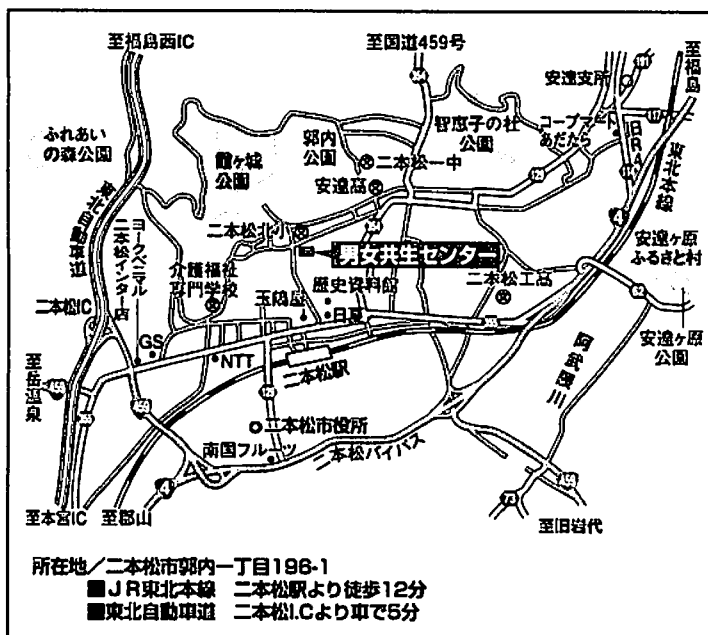 至福島西IC
至国道459号
至福島
安達支所
ふれあい
の森公園
霞ヶ城
公園
郭内
公園
智恵子の杜
公園
コープマート
あだたら
旧R4
二本松一中
安達高
東北本線
東北自動車道
ヨークベニマル
二本松インター店
二本松北小
男女共生センター
介護福祉
専門学校
歴史資料館
玉嶋屋
日夏
二本松工高
安達ヶ原
ふるさと村
二本松IC
GS
NTT
二本松駅
安達ヶ原
公園
阿武隈川
至岳温泉
459
二本松市役所
南国フルーツ
二本松バイパス
4
459
73
至本宮IC
至郡山
至旧岩代
所在地／二本松市郭内一丁目196-1
■JR東北本線 二本松駅より徒歩12分
■東北自動車道 二本松I.Cより車で5分